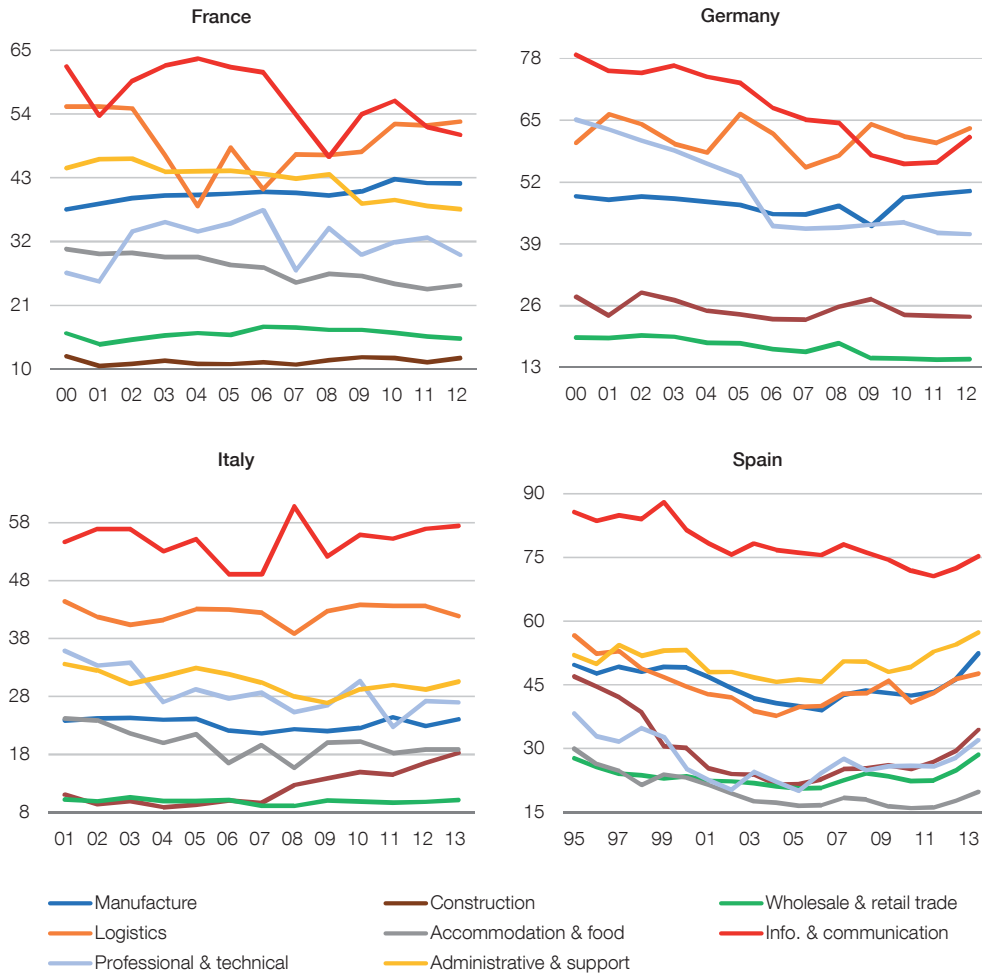 France
65
54
43
32
21
10
00 01 02 03 04 05 06 07 08 09 10 11 12
Germany
78
65
52
39
26
13
00 01 02 03 04 05 06 07 08 09 10 11 12
Italy
58
48
38
28
18
8
01 02 03 04 05 06 07 08 09 10 11 12 13
Spain
90
75
60
45
30
15
95 97 99 01 03 05 07 09 11 13
Manufacture
Construction
Wholesale & retail trade
Logistics
Accommodation & food
Info. & communication
Professional & technical
Administrative & support